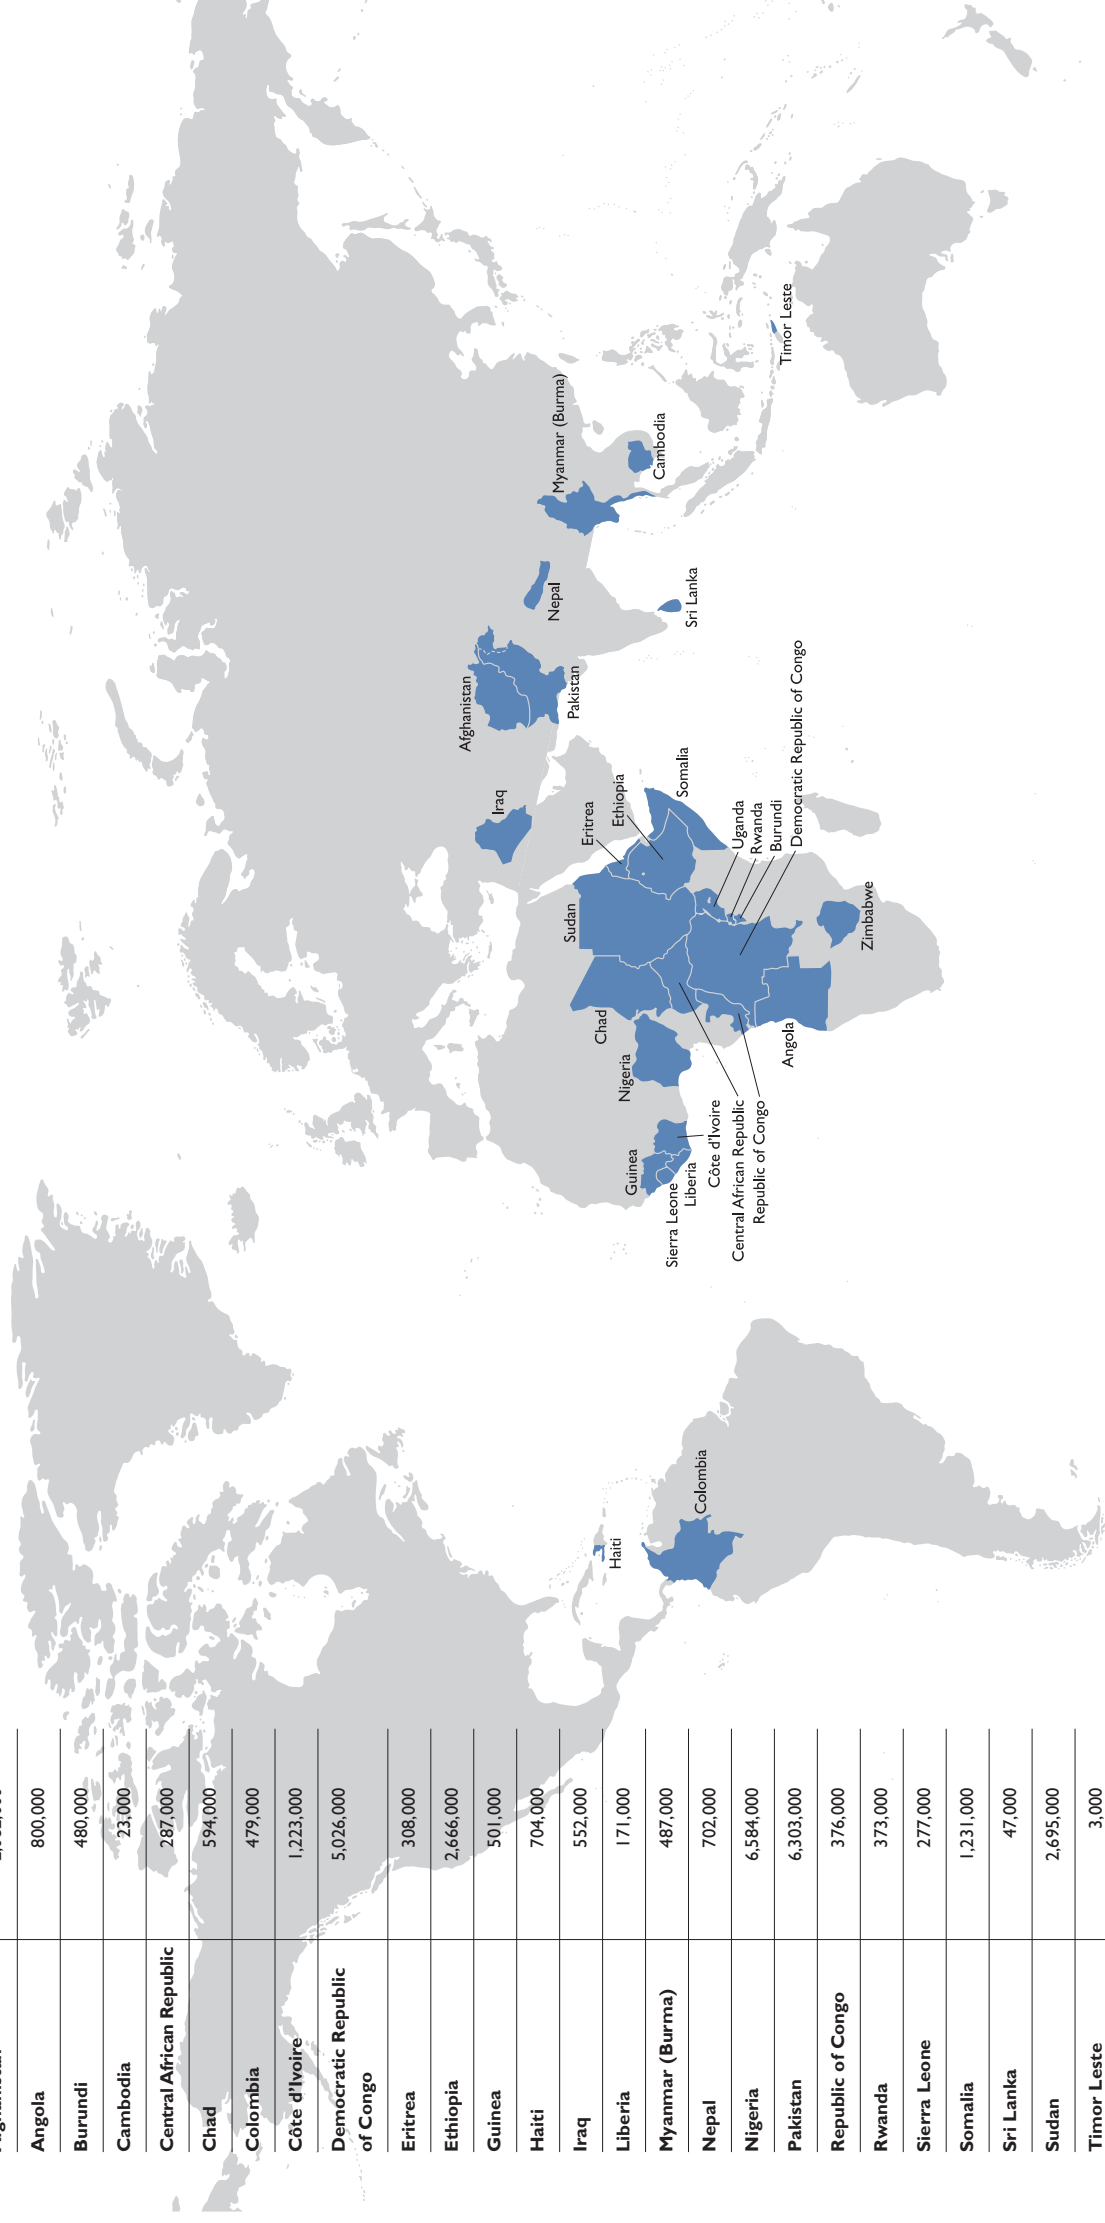 Angola 800,000
Burundi 480,000
Cambodia 23,000
Central African Republic 287,000
Chad 594,000
Colombia 479,000
Côte d'Ivoire 1,223,000
Democratic Republic 5,026,000
of Congo
Eritrea 308,000
Ethiopia 2,666,000
Guinea 501,000
Haiti 704,000
Iraq 552,000
Liberia 171,000
Myanmar (Burma) 487,000
Nepal 702,000
Nigeria 6,584,000
Pakistan 6,303,000
Republic of Congo 376,000
Rwanda 373,000
Sierra Leone 277,000
Somalia 1,231,000
Sri Lanka 47,000
Sudan 2,695,000
Timor Leste 3,000
Haiti
Colombia
Guinea
Sierra Leone
Liberia
Côte d'Ivoire
Central African Republic
Republic of Congo
Nigeria
Chad
Angola
Sudan
Eritrea
Ethiopia
Somalia
Uganda
Rwanda
Burundi
Democratic Republic of Congo
Zimbabwe
Iraq
Afghanistan
Pakistan
Nepal
Sri Lanka
Myanmar (Burma)
Cambodia
Timor Leste